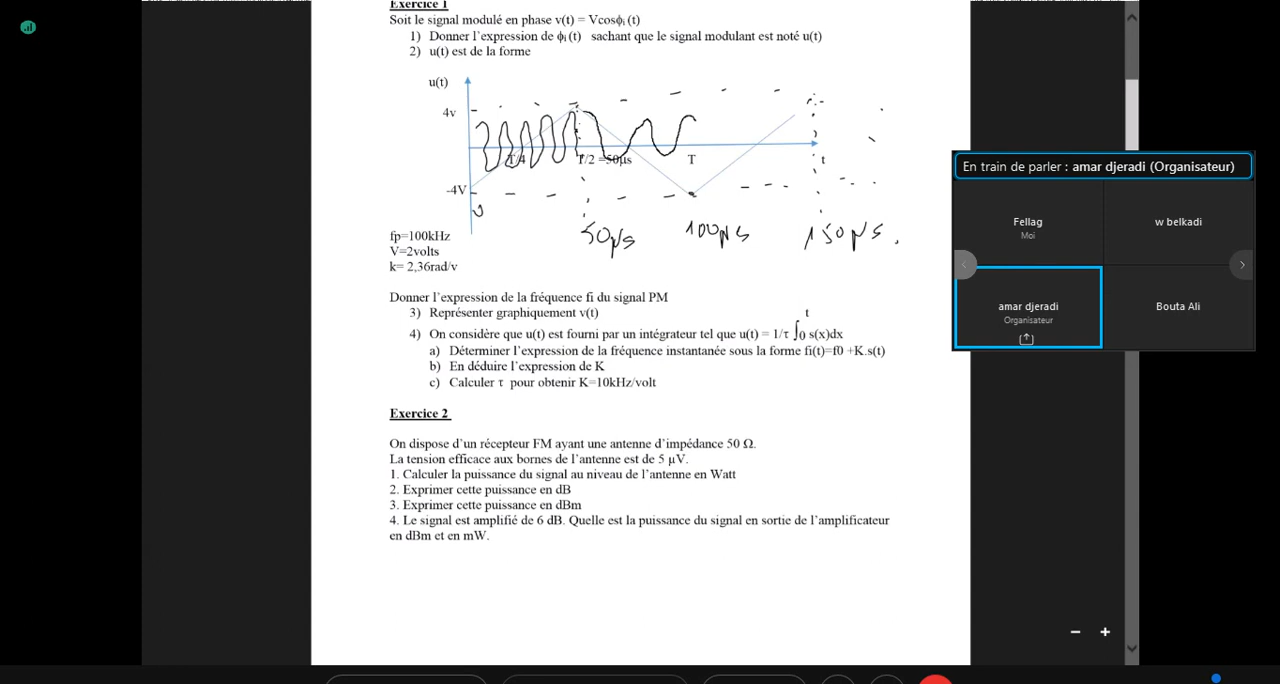 Exercice 1
Soit le signal modulé en phase v(t) = Vcosϕi (t)
1) Donner l'expression de ϕi (t) sachant que le signal modulant est noté u(t)
2) u(t) est de la forme
u(t)
4v
T/4
T/2 =50µs
T
t
-4V
0
50µs
100µs
150µs.
fp=100kHz
V=2volts
k= 2,36rad/v
Donner l'expression de la fréquence fi du signal PM
3) Représenter graphiquement v(t)
4) On considère que u(t) est fourni par un intégrateur tel que u(t) = 1/τ ∫0 t s(x)dx
a) Déterminer l'expression de la fréquence instantanée sous la forme fi(t)=f0 +K.s(t)
b) En déduire l'expression de K
c) Calculer τ pour obtenir K=10kHz/volt
Exercice 2
On dispose d'un récepteur FM ayant une antenne d'impédance 50 Ω.
La tension efficace aux bornes de l'antenne est de 5 µV.
1. Calculer la puissance du signal au niveau de l'antenne en Watt
2. Exprimer cette puissance en dB
3. Exprimer cette puissance en dBm
4. Le signal est amplifié de 6 dB. Quelle est la puissance du signal en sortie de l'amplificateur
en dBm et en mW.
En train de parler : amar djeradi (Organisateur)
Fellag
Moi
w belkadi
amar djeradi
Organisateur
Bouta Ali